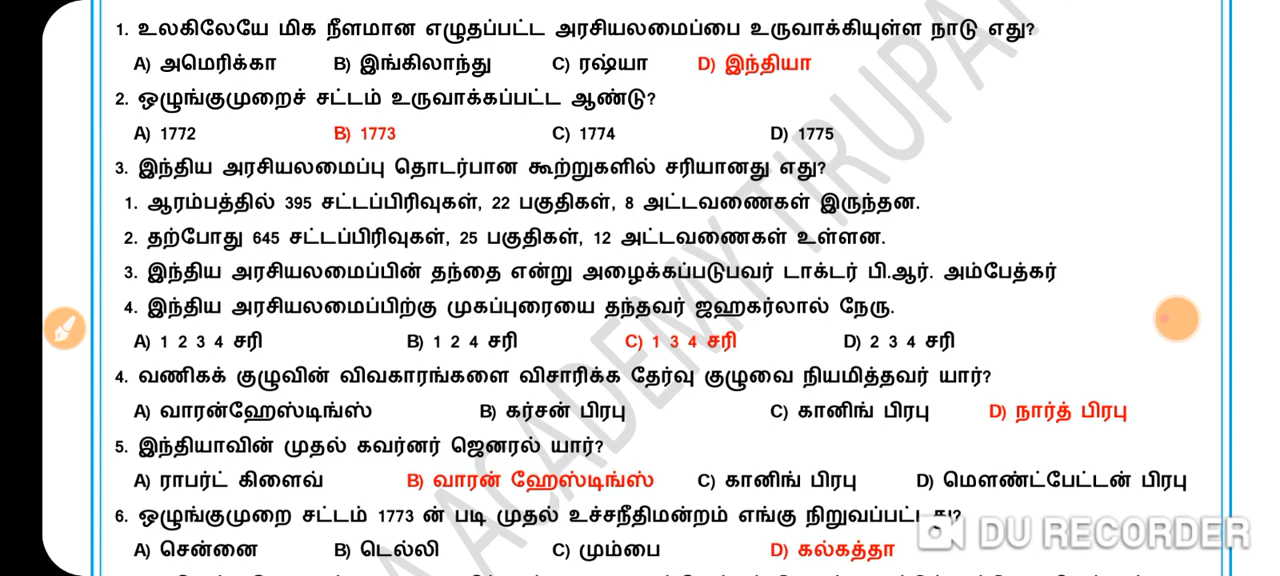 1. உலகிலேயே மிக நீளமான எழுதப்பட்ட அரசியலமைப்பை உருவாக்கியுள்ள நாடு எது?
A) அமெரிக்கா B) இங்கிலாந்து C) ரஷ்யா D) இந்தியா
2. ஒழுங்குமுறைச் சட்டம் உருவாக்கப்பட்ட ஆண்டு?
A) 1772 B) 1773 C) 1774 D) 1775
3. இந்திய அரசியலமைப்பு தொடர்பான கூற்றுகளில் சரியானது எது?
1. ஆரம்பத்தில் 395 சட்டப்பிரிவுகள், 22 பகுதிகள், 8 அட்டவணைகள் இருந்தன.
2. தற்போது 645 சட்டப்பிரிவுகள், 25 பகுதிகள், 12 அட்டவணைகள் உள்ளன.
3. இந்திய அரசியலமைப்பின் தந்தை என்று அழைக்கப்படுபவர் டாக்டர் பி.ஆர். அம்பேத்கர்
4. இந்திய அரசியலமைப்பிற்கு முகப்புரையை தந்தவர் ஜஹகர்லால் நேரு.
A) 1 2 3 4 சரி B) 1 2 4 சரி C) 1 3 4 சரி D) 2 3 4 சரி
4. வணிகக் குழுவின் விவகாரங்களை விசாரிக்க தேர்வு குழுவை நியமித்தவர் யார்?
A) வாரன்ஹேஸ்டிங்ஸ் B) கர்சன் பிரபு C) கானிங் பிரபு D) நார்த் பிரபு
5. இந்தியாவின் முதல் கவர்னர் ஜெனரல் யார்?
A) ராபர்ட் கிளைவ் B) வாரன் ஹேஸ்டிங்ஸ் C) கானிங் பிரபு D) மௌண்ட்பேட்டன் பிரபு
6. ஒழுங்குமுறை சட்டம் 1773 ன் படி முதல் உச்சநீதிமன்றம் எங்கு நிறுவப்பட்டது?
A) சென்னை B) டெல்லி C) மும்பை D) கல்கத்தா
ACADEMY TIRUPA
DU RECORDER